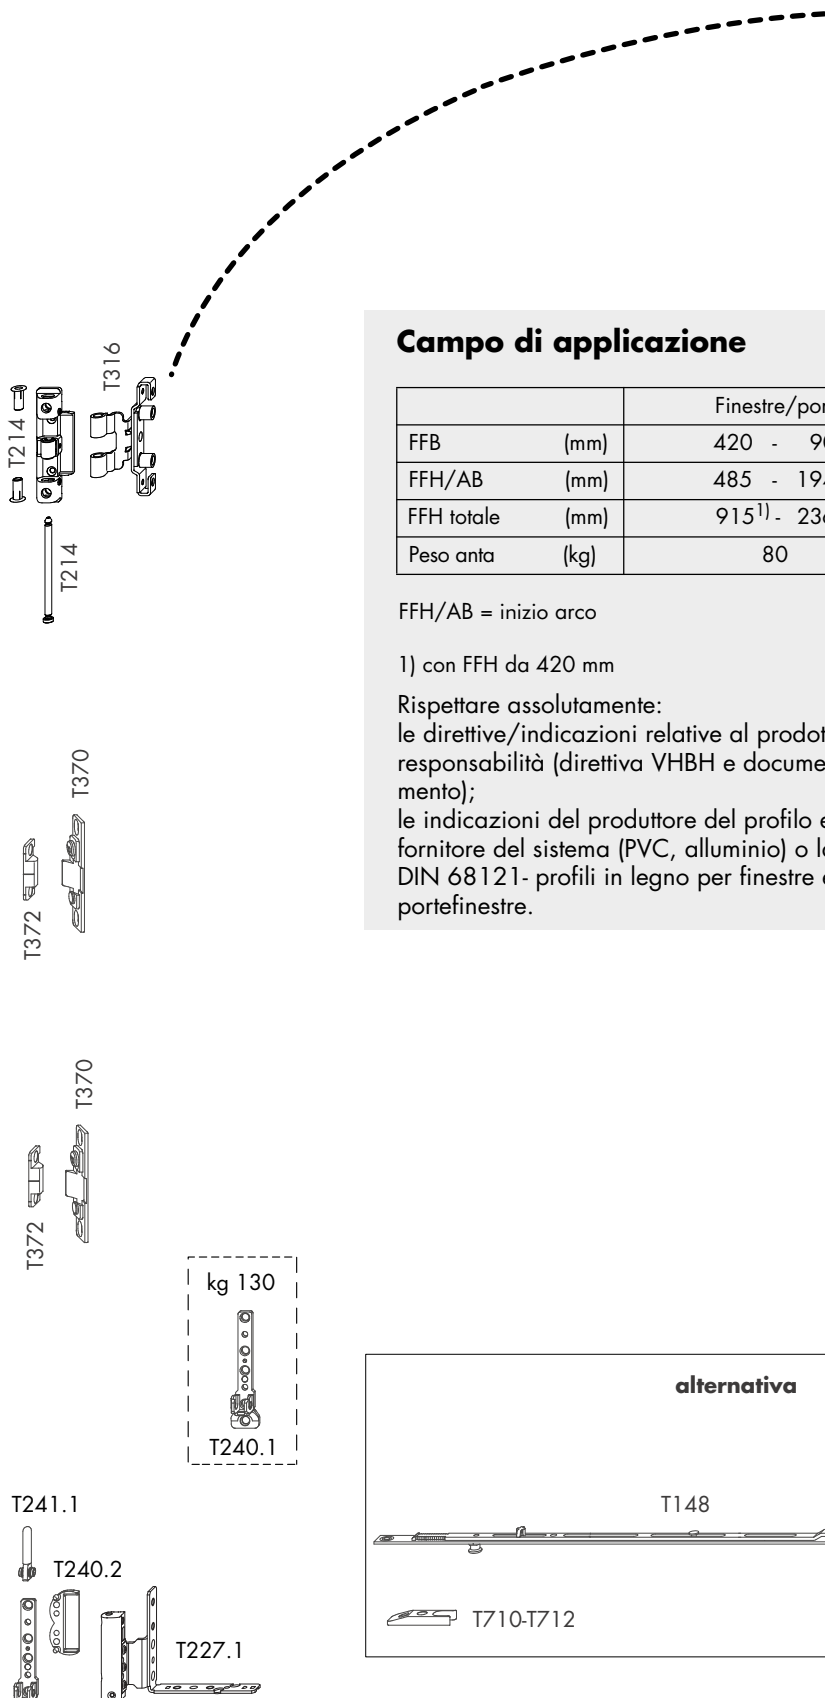 T316
T214
T214
Campo di applicazione
Finestre/por
FFB (mm) 420 - 9
FFH/AB (mm) 485 - 19
FFH totale (mm) 915 1) - 23
Peso anta (kg) 80
FFH/AB = inizio arco
1) con FFH da 420 mm
Rispettare assolutamente:
le direttive/indicazioni relative al prodot
responsabilità (direttiva VHBH e docume
mento);
le indicazioni del produttore del profilo e
fornitore del sistema (PVC, alluminio) o l
DIN 68121- profili in legno per finestre e
portefinestre.
T370
T372
T370
T372
kg 130
T240.1
alternativa
T148
T710-T712
T241.1
T240.2
T227.1